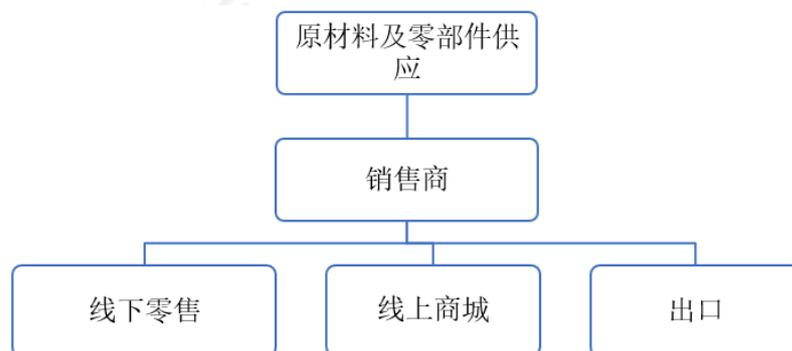 原材料及零部件供
应
销售商
线下零售
线上商城
出口